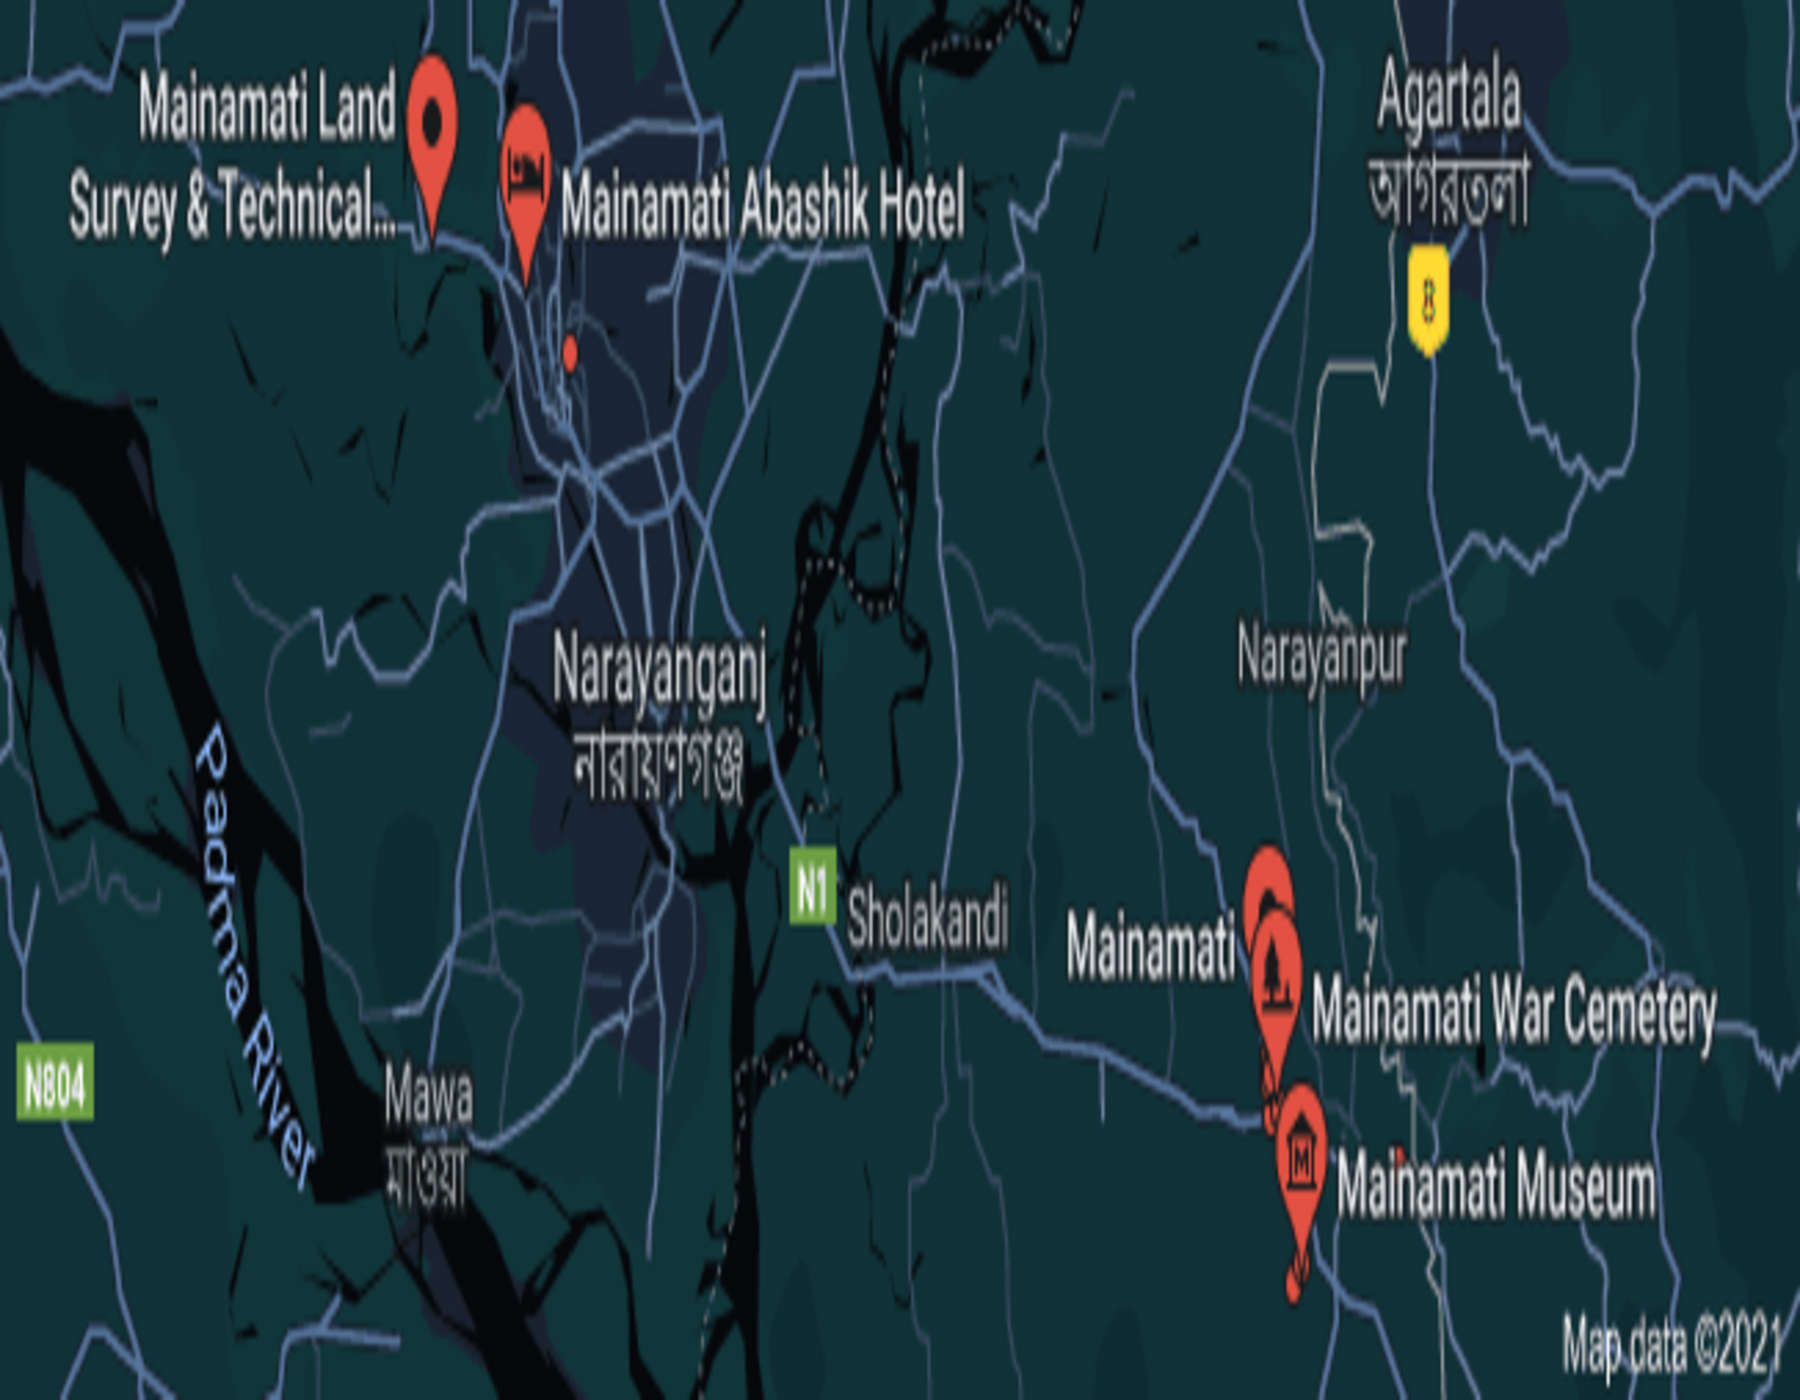 Mainamati Land
Survey & Technical...
Mainamati Abashik Hotel
Agartala
আগরতলা
8
Narayanpur
Narayanganj
নারায়ণগঞ্জ
Padma River
N1
Sholakandi
Mainamati
Mainamati War Cemetery
N804
Mawa
মাওয়া
M
Mainamati Museum
Map data ©2021